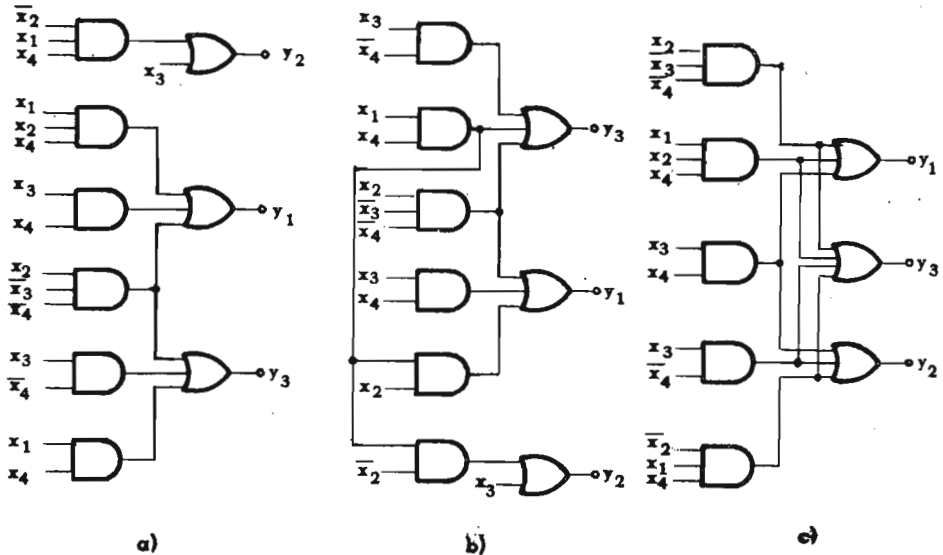 x̄₂
x₁
x₄
x₃
y₂
x₁
x₂
x₄
x₃
x₄
y₁
x₂
x̄₃
x̄₄
x₃
x̄₄
y₃
x₁
x₄
a)
x₃
x̄₄
x₁
x₄
y₃
x₂
x̄₃
x̄₄
x₃
x₄
y₁
x₂
x̄₂
x₃
y₂
b)
x₂
x̄₃
x̄₄
x₁
x₂
x₄
y₁
x₃
x₄
y₃
x₃
x̄₄
y₂
x̄₂
x₁
x₄
c)